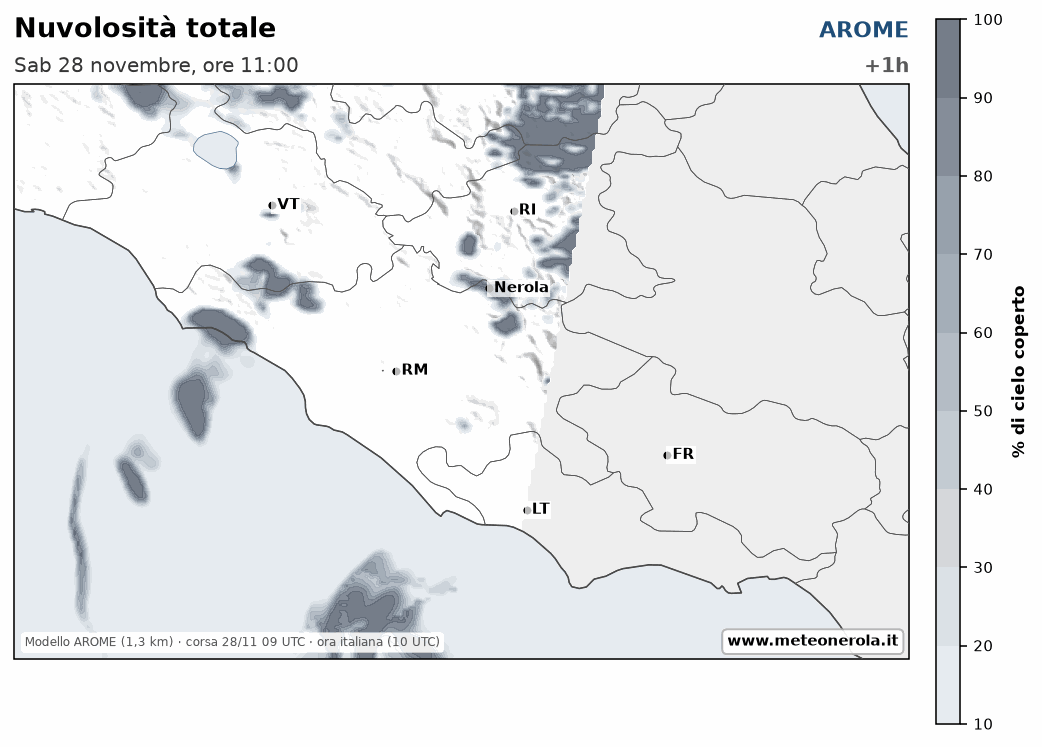 Nuvolosità totale
AROME
Sab 28 novembre, ore 11:00
+1h
VT
RI
Nerola
RM
FR
LT
Modello AROME (1,3 km) · corsa 28/11 09 UTC · ora italiana (10 UTC)
www.meteonerola.it
100
90
80
70
60
50
40
30
20
10
% di cielo coperto